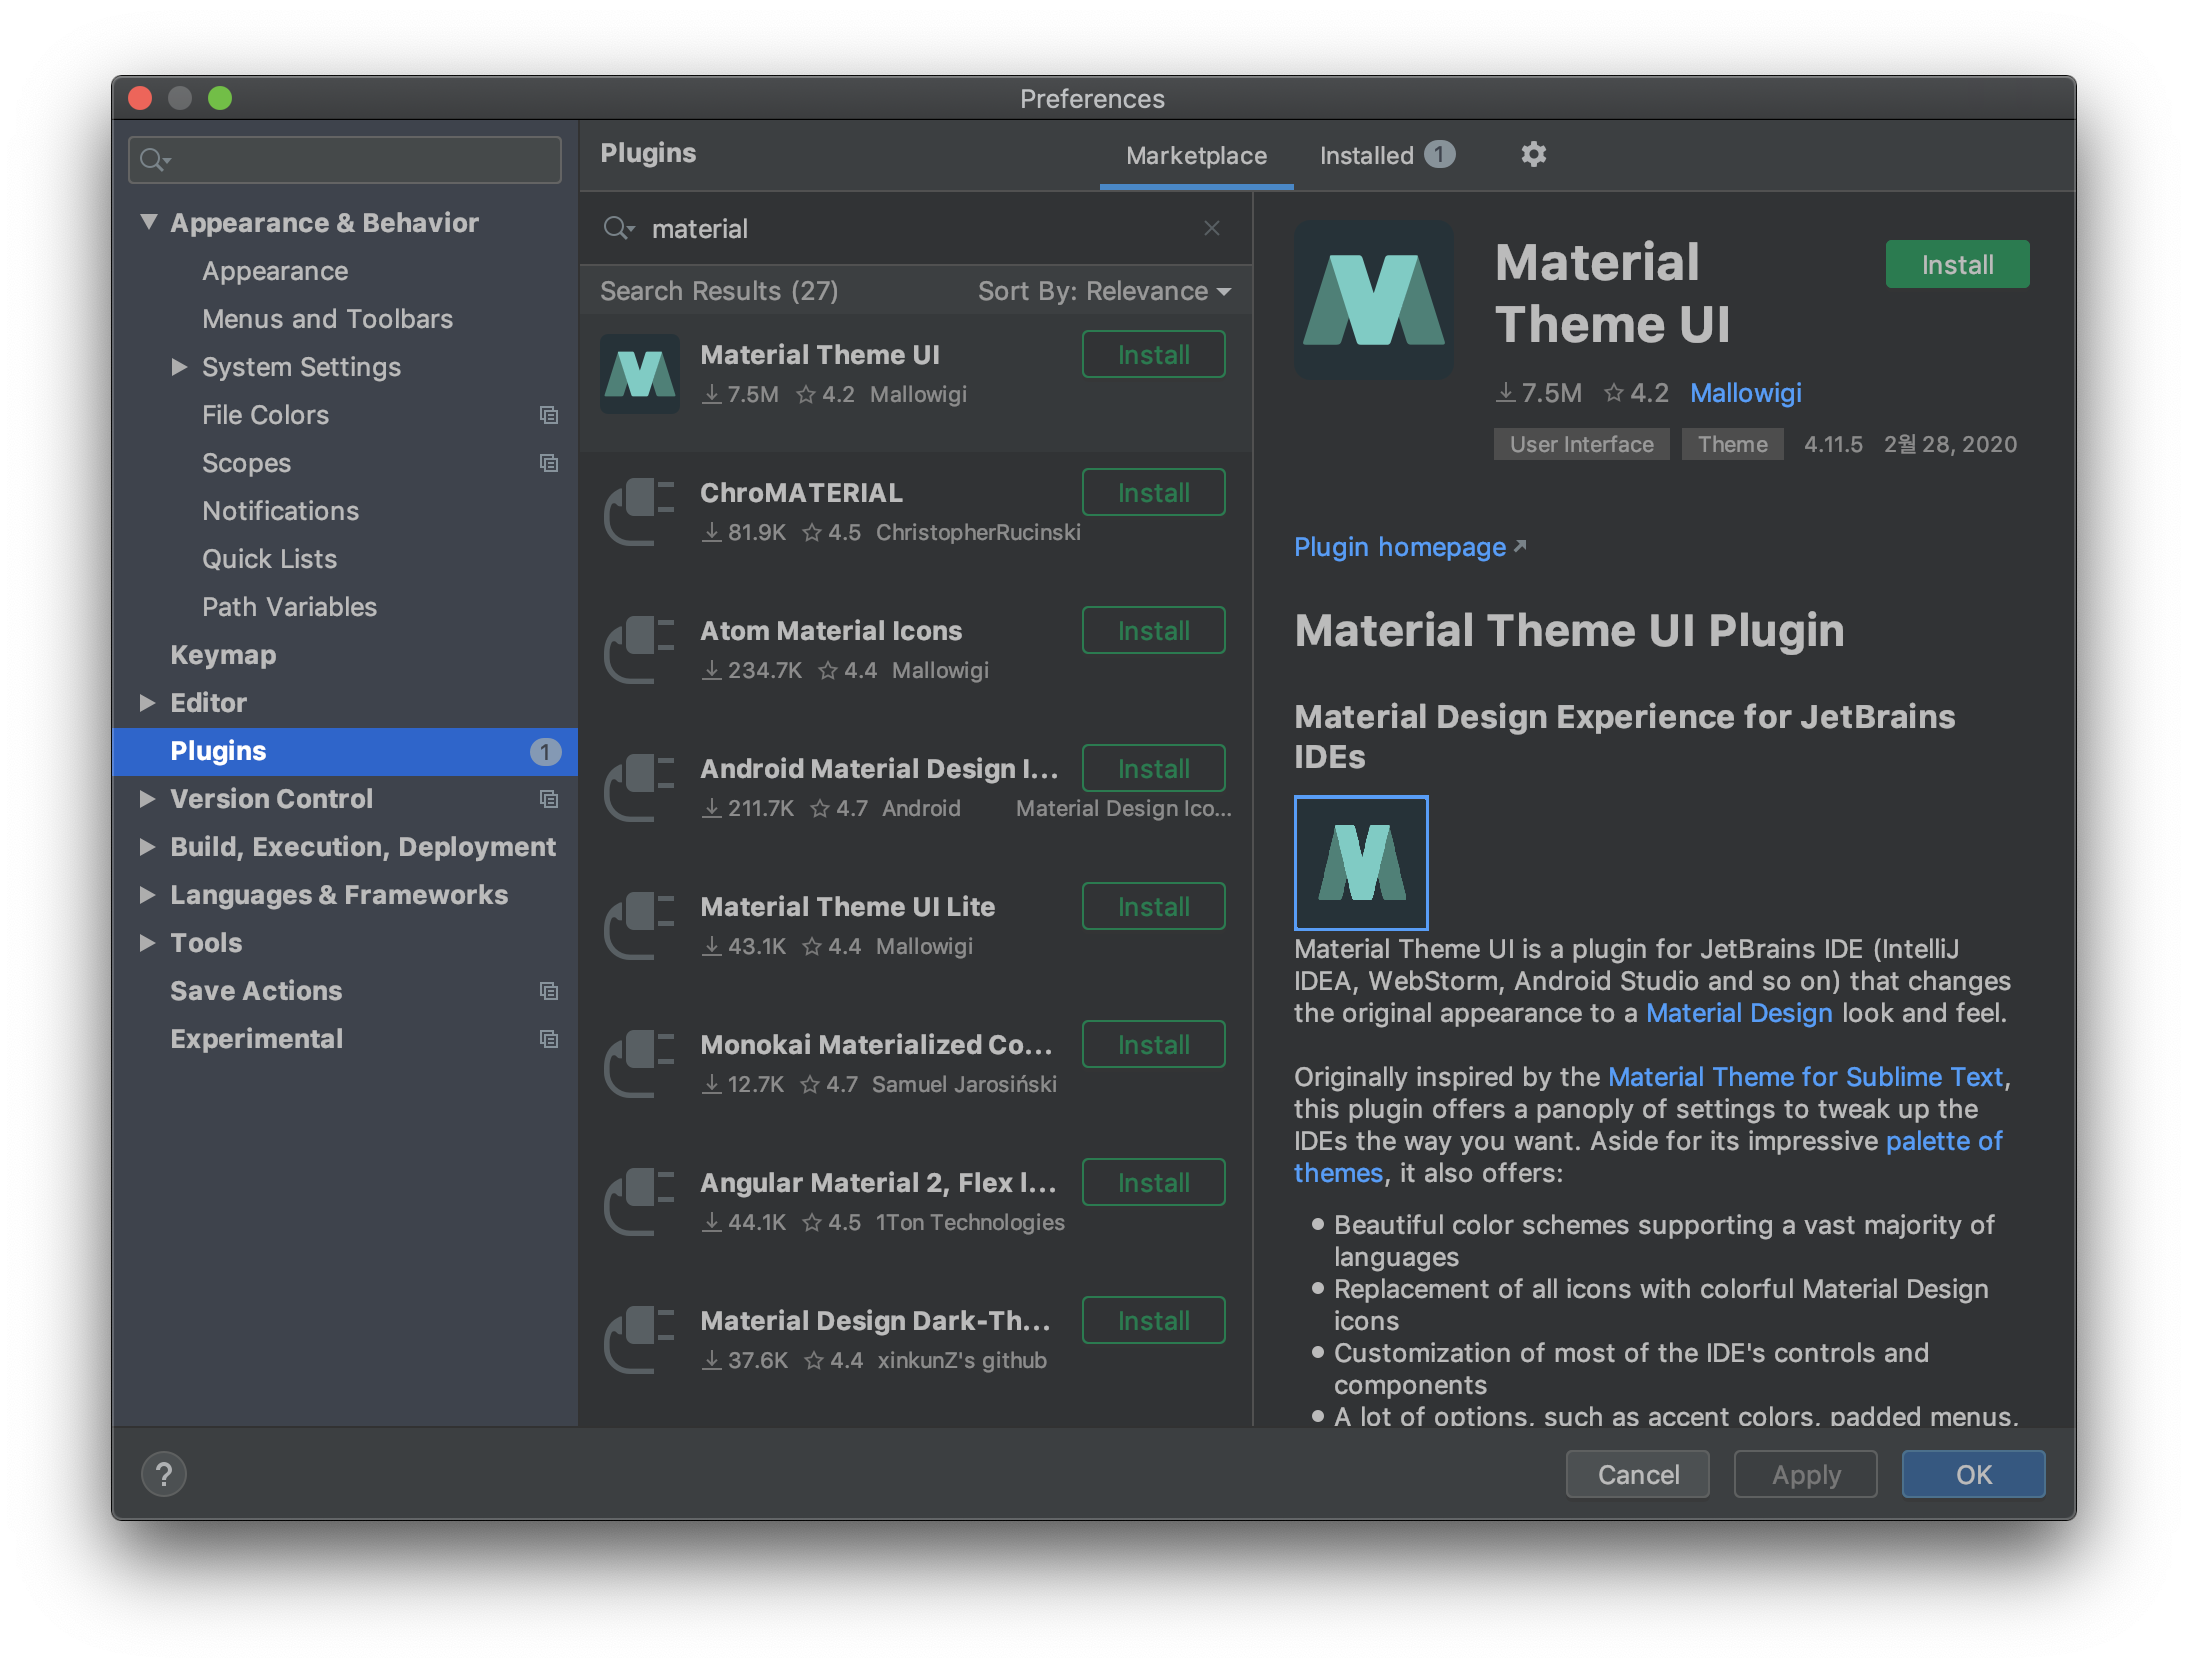 Preferences
Appearance & Behavior
Appearance
Menus and Toolbars
System Settings
File Colors
Scopes
Notifications
Quick Lists
Path Variables
Keymap
Editor
Plugins 1
Version Control
Build, Execution, Deployment
Languages & Frameworks
Tools
Save Actions
Experimental
Plugins
Marketplace
Installed 1
material
Search Results (27)
Sort By: Relevance
Material Theme UI
Install
7.5M 4.2 Mallowigi
ChroMATERIAL
Install
81.9K 4.5 ChristopherRucinski
Atom Material Icons
Install
234.7K 4.4 Mallowigi
Android Material Design I...
Install
211.7K 4.7 Android Material Design Ico...
Material Theme UI Lite
Install
43.1K 4.4 Mallowigi
Monokai Materialized Co...
Install
12.7K 4.7 Samuel Jarosiński
Angular Material 2, Flex l...
Install
44.1K 4.5 1Ton Technologies
Material Design Dark-Th...
Install
37.6K 4.4 xinkunZ's github
Material
Theme UI
Install
7.5M 4.2 Mallowigi
User Interface Theme 4.11.5 2월 28, 2020
Plugin homepage
Material Theme UI Plugin
Material Design Experience for JetBrains
IDEs
Material Theme UI is a plugin for JetBrains IDE (IntelliJ
IDEA, WebStorm, Android Studio and so on) that changes
the original appearance to a Material Design look and feel.
Originally inspired by the Material Theme for Sublime Text,
this plugin offers a panoply of settings to tweak up the
IDEs the way you want. Aside for its impressive palette of
themes, it also offers:
● Beautiful color schemes supporting a vast majority of
languages
● Replacement of all icons with colorful Material Design
icons
● Customization of most of the IDE's controls and
components
● A lot of options, such as accent colors, padded menus,
?
Cancel
Apply
OK